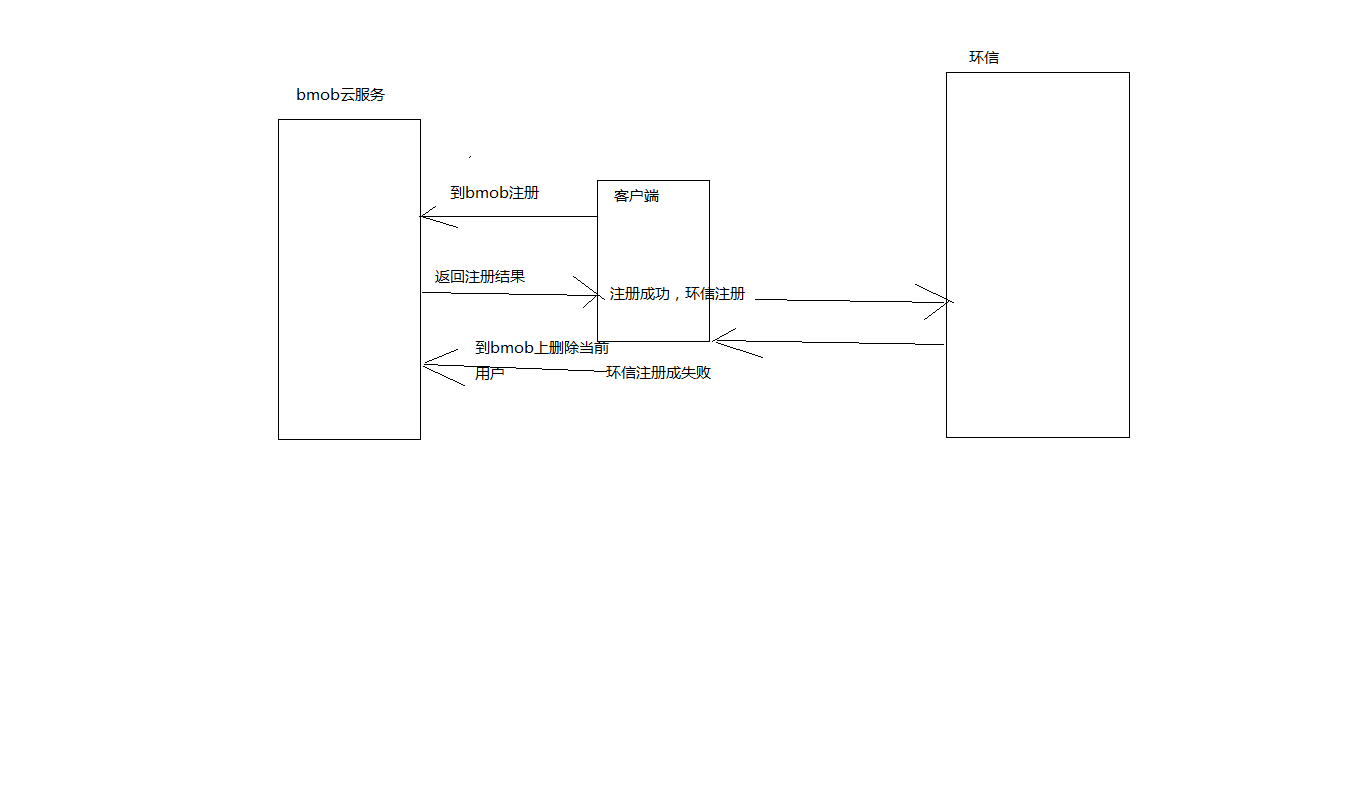 环信
bmob云服务
到bmob注册
客户端
返回注册结果
注册成功，环信注册
到bmob上删除当前
用户
环信注册成失败